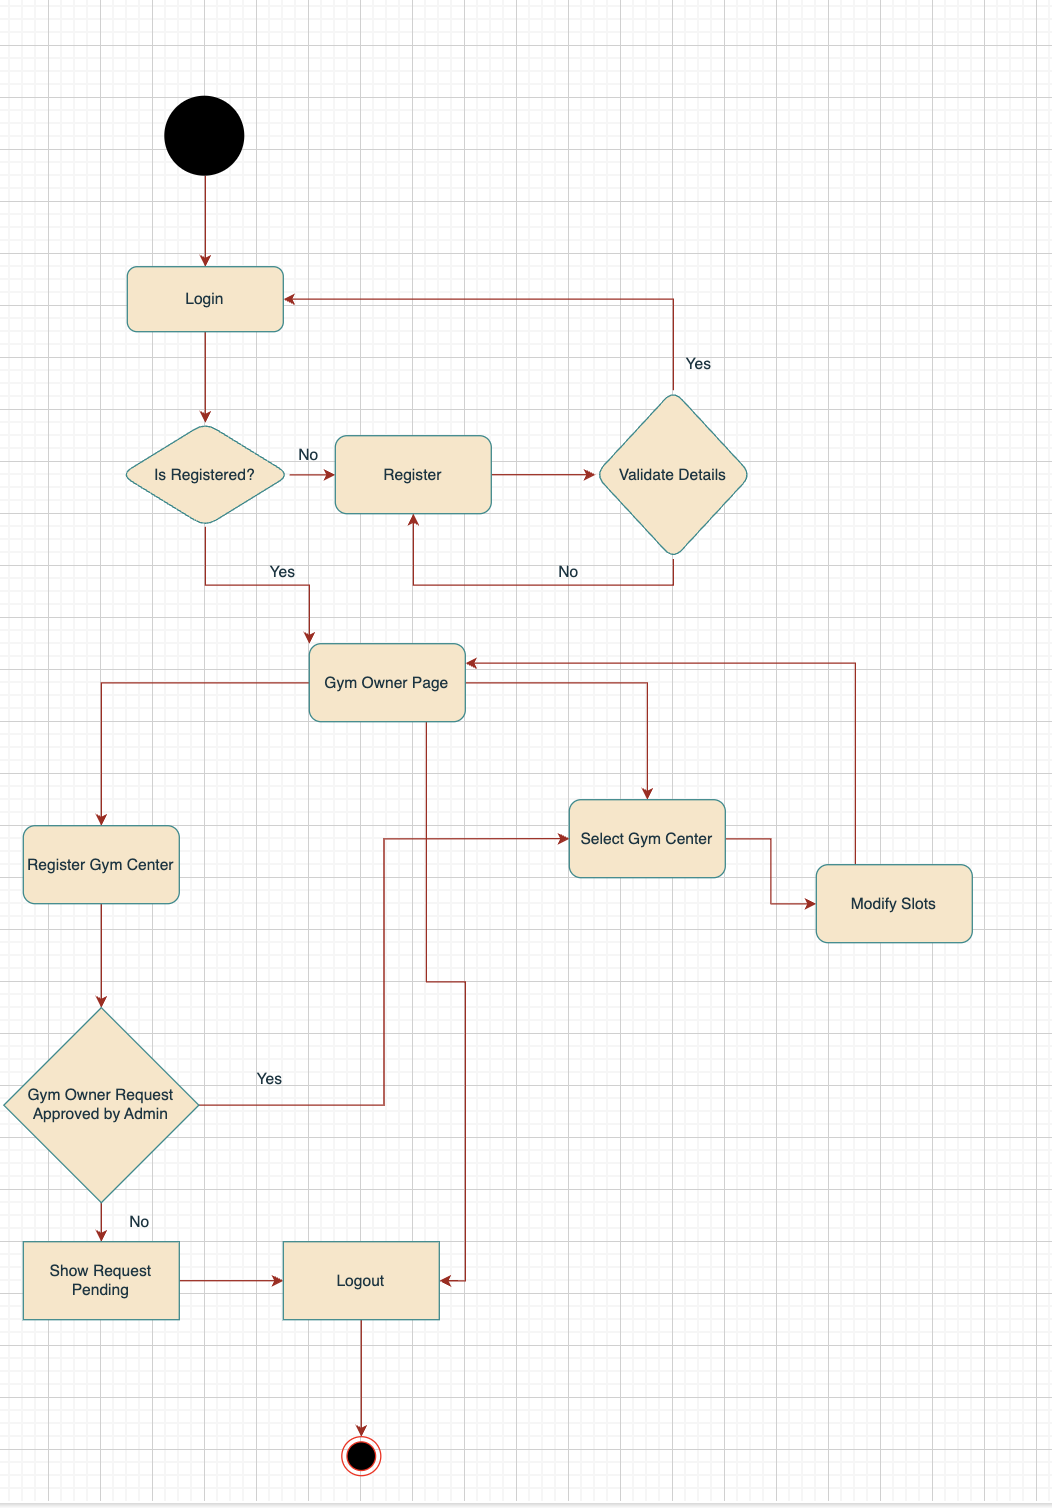 Login
Yes
Is Registered?
No
Register
Validate Details
Yes
No
Gym Owner Page
Register Gym Center
Select Gym Center
Modify Slots
Gym Owner Request
Approved by Admin
Yes
No
Show Request
Pending
Logout